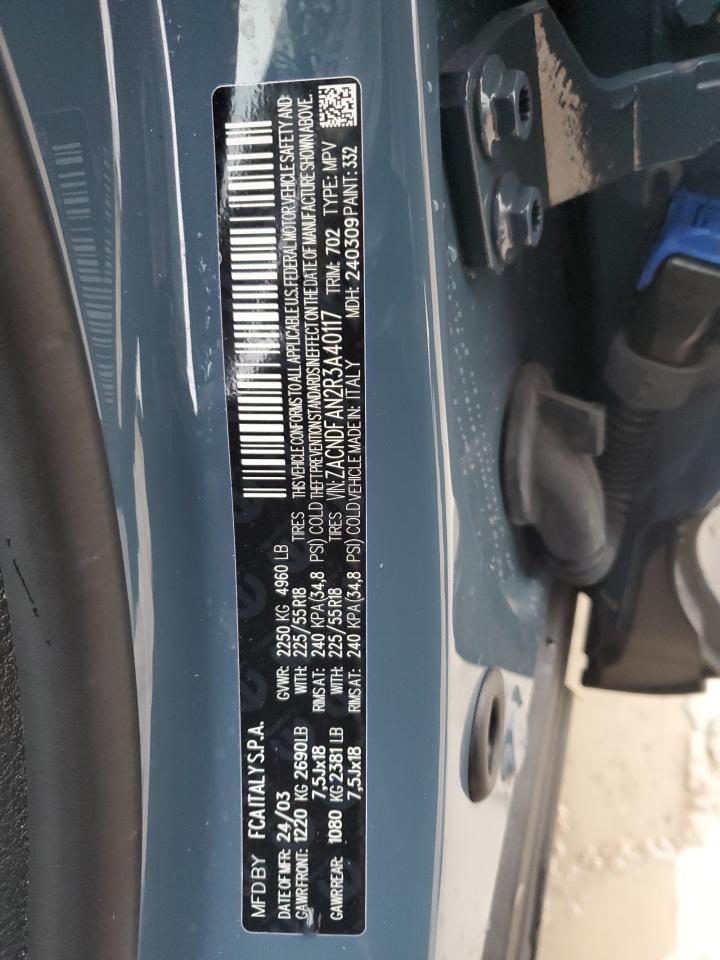 MFD BY FCA ITALY S.P.A.
DATE OF MFR: 24/03 GVWR: 2250 KG 4960 LB
GAWR FRONT: 1220 KG 2690LB WITH: 225/55R18 TIRES
7,5Jx18 RIMS AT: 240 KPA(34,8 PSI) COLD
GAWR REAR: 1080 KG 2381 LB WITH: 225/55R18 TIRES
7,5Jx18 RIMS AT: 240 KPA(34,8 PSI) COLD
THIS VEHICLE CONFORMS TO ALL APPLICABLE U.S. FEDERAL MOTOR VEHICLE SAFETY AND
THEFT PREVENTION STANDARDS IN EFFECT ON THE DATE OF MANUFACTURE SHOWN ABOVE.
VIN: ZACNDFAN2R3A40117 TRIM: 702 TYPE: MPV
VEHICLE MADE IN: ITALY MDH: 240309 PAINT: 332